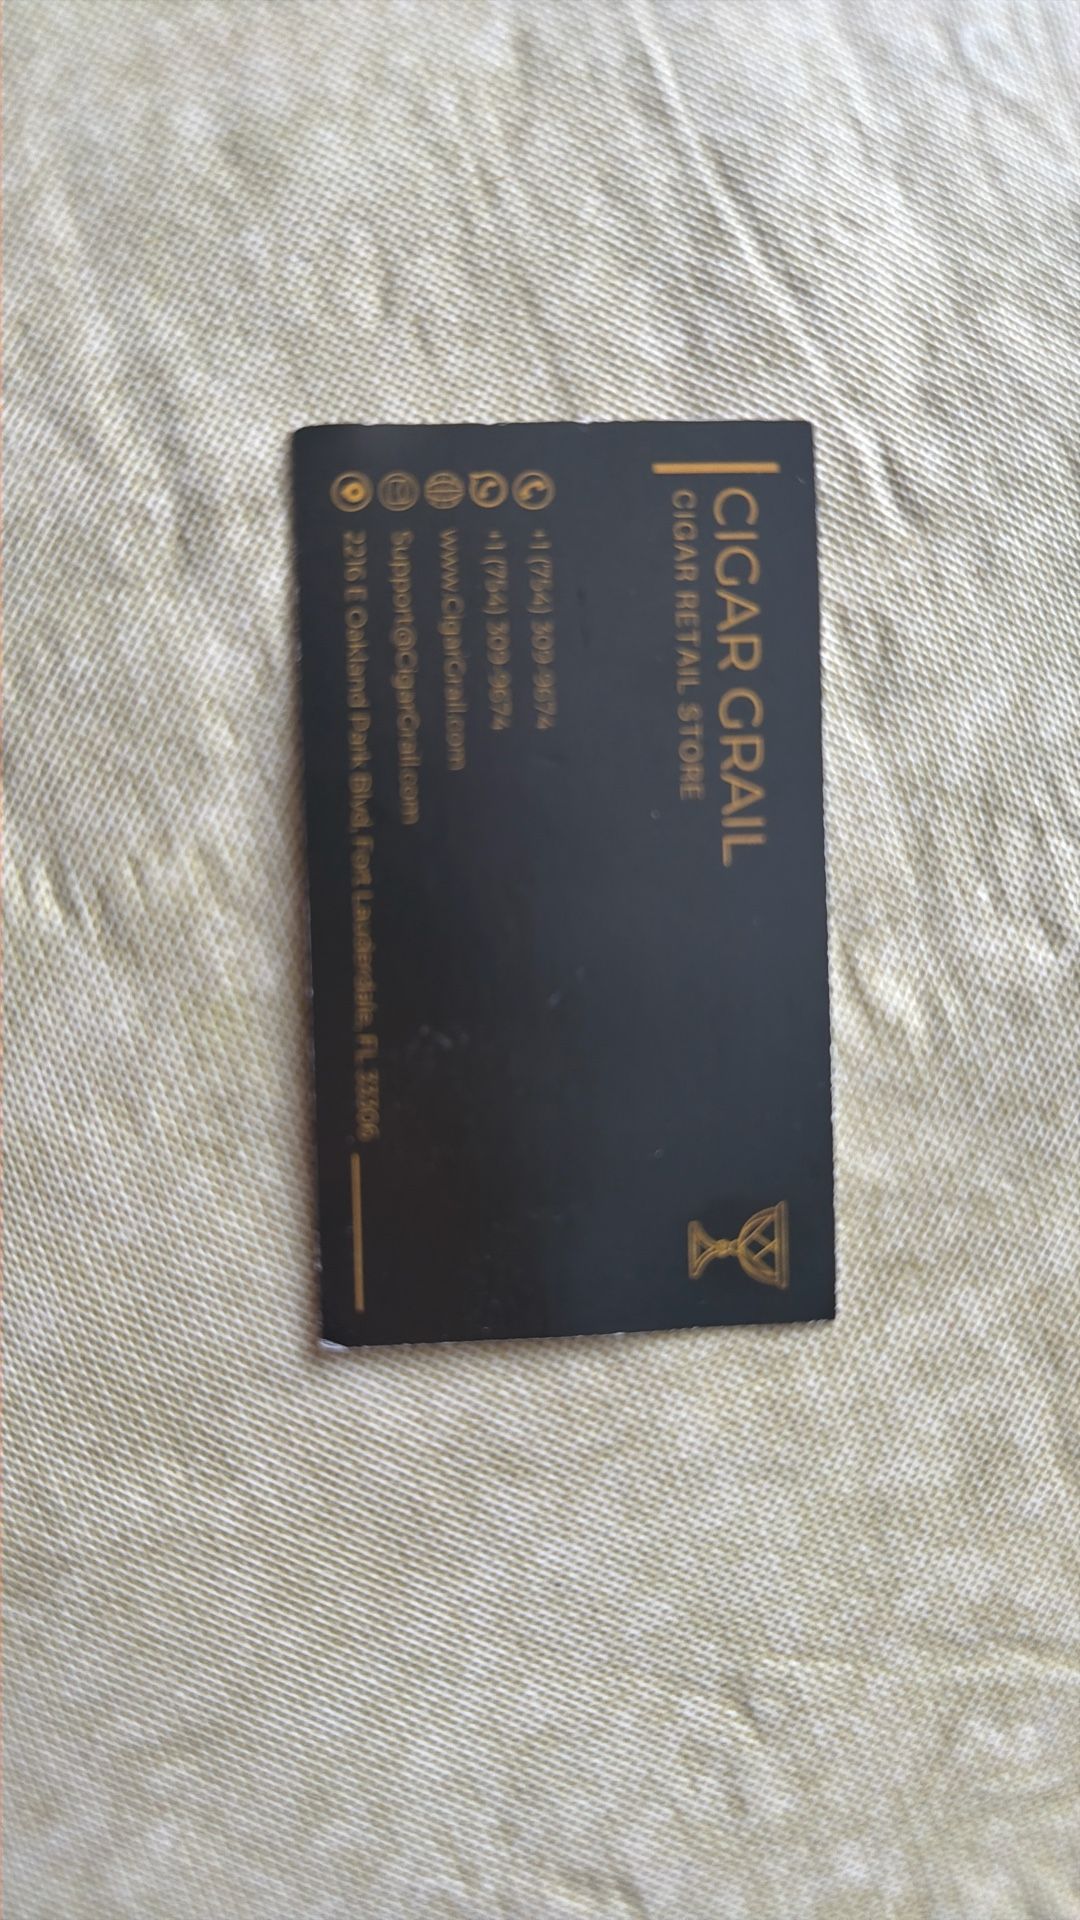 CIGAR GRAIL
CIGAR RETAIL STORE
+1 (754) 309-9674
+1 (754) 309-9674
www.CigarGrail.com
Support@CigarGrail.com
2216 E Oakland Park Blvd, Fort Lauderdale, FL 33306